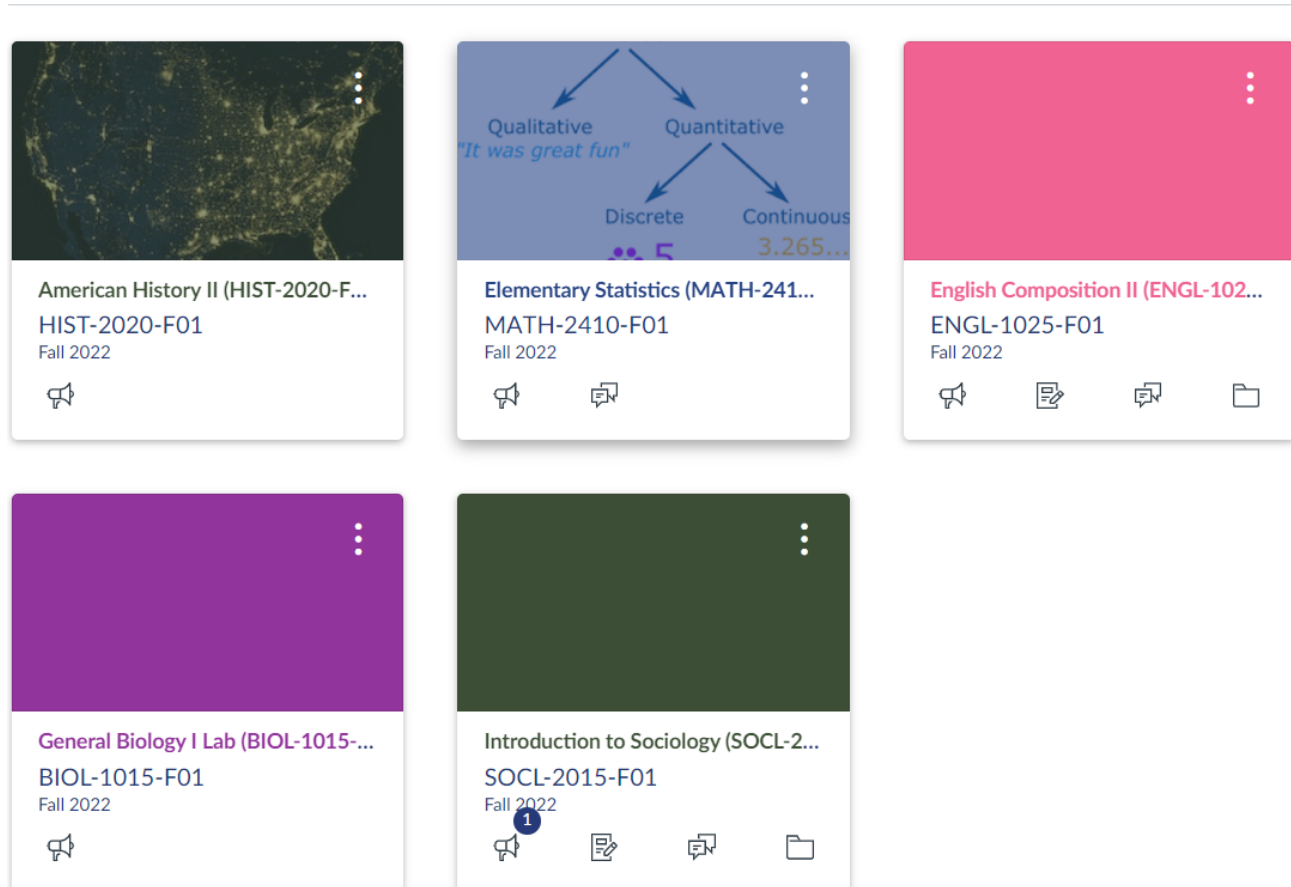 Qualitative
Quantitative
"It was great fun"
Discrete
Continuous
5
3.265...
American History II (HIST-2020-F...
HIST-2020-F01
Fall 2022
Elementary Statistics (MATH-241...
MATH-2410-F01
Fall 2022
English Composition II (ENGL-102...
ENGL-1025-F01
Fall 2022
General Biology I Lab (BIOL-1015-...
BIOL-1015-F01
Fall 2022
Introduction to Sociology (SOCL-2...
SOCL-2015-F01
Fall 2022
1